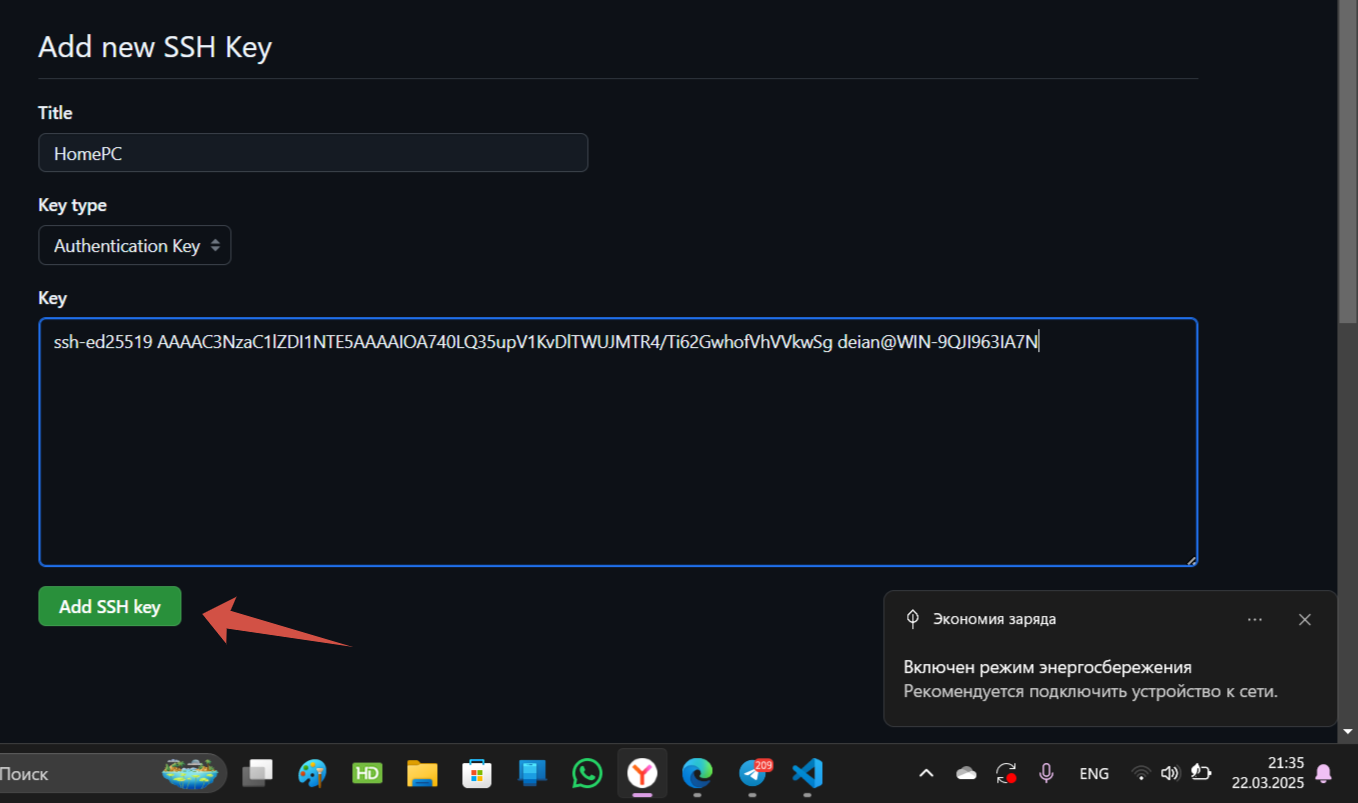 Add new SSH Key
Title
HomePC
Key type
Authentication Key
Key
ssh-ed25519 AAAAC3NzaC1lZDI1NTE5AAAAIOA740LQ35upV1KvDlTWUJMTR4/Ti62GwhofVhVVkwSg deian@WIN-9QJI963IA7N
Add SSH key
Экономия заряда
Включен режим энергосбережения
Рекомендуется подключить устройство к сети.
Поиск
HD
209
ENG
21:35
22.03.2025